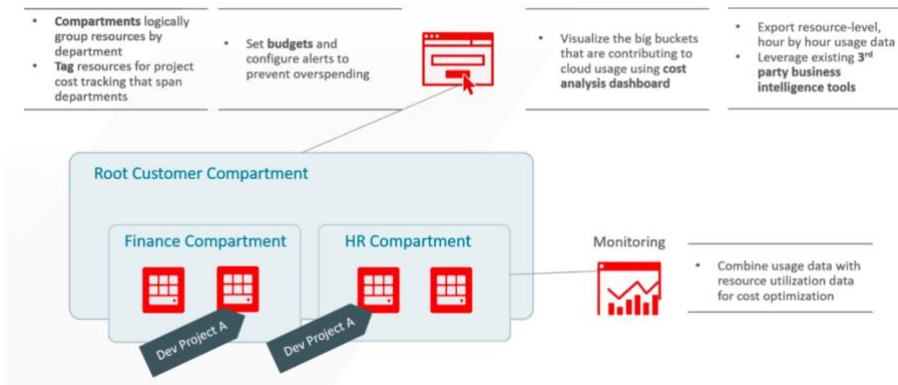 • Compartments logically
group resources by
department
• Tag resources for project
cost tracking that span
departments
• Set budgets and
configure alerts to
prevent overspending
• Visualize the big buckets
that are contributing to
cloud usage using cost
analysis dashboard
• Export resource-level,
hour by hour usage data
• Leverage existing 3rd
party business
intelligence tools
Root Customer Compartment
Finance Compartment
HR Compartment
Dev Project A
Dev Project A
Monitoring
• Combine usage data with
resource utilization data
for cost optimization